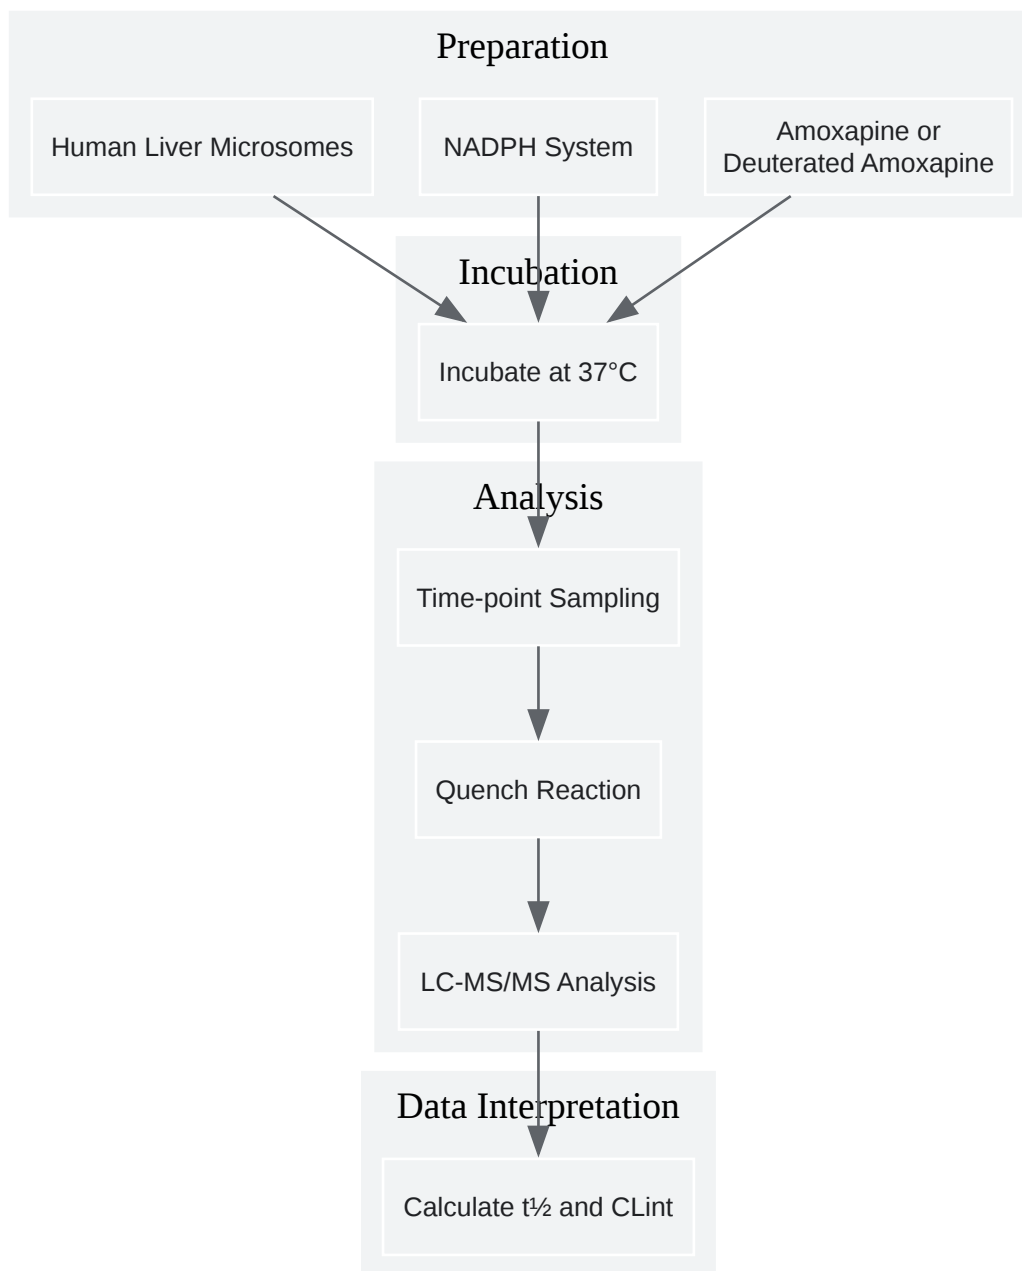 Preparation
Human Liver Microsomes
NADPH System
Amoxapine or
Deuterated Amoxapine
Incubation
Incubate at 37°C
Analysis
Time-point Sampling
Quench Reaction
LC-MS/MS Analysis
Data Interpretation
Calculate t½ and CLint